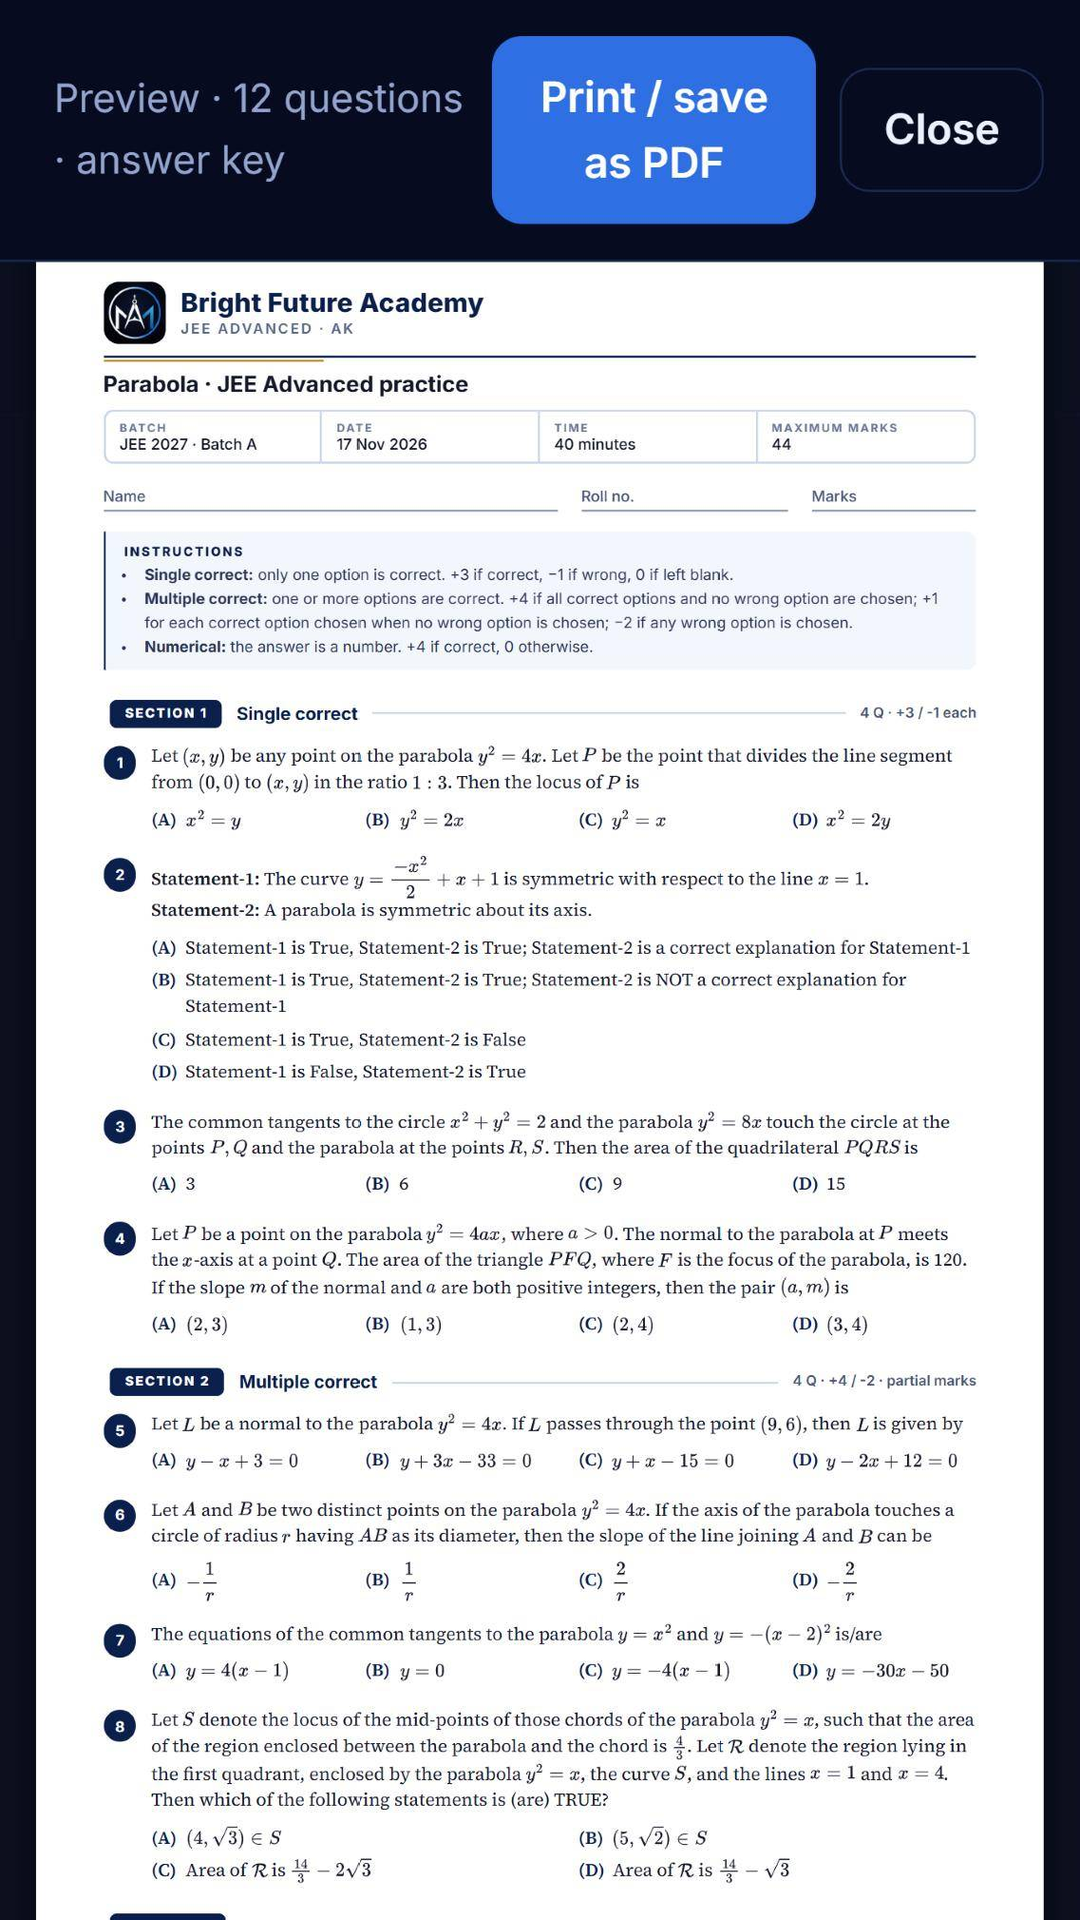 Preview · 12 questions
· answer key
Print / save
as PDF
Close
Bright Future Academy
JEE ADVANCED · AK
Parabola · JEE Advanced practice
BATCH
JEE 2027 · Batch A
DATE
17 Nov 2026
TIME
40 minutes
MAXIMUM MARKS
44
Name
Roll no.
Marks
INSTRUCTIONS
• Single correct: only one option is correct. +3 if correct, −1 if wrong, 0 if left blank.
• Multiple correct: one or more options are correct. +4 if all correct options and no wrong option are chosen; +1
for each correct option chosen when no wrong option is chosen; −2 if any wrong option is chosen.
• Numerical: the answer is a number. +4 if correct, 0 otherwise.
SECTION 1 Single correct 4 Q · +3 / -1 each
1 Let (x, y) be any point on the parabola y² = 4x. Let P be the point that divides the line segment
from (0, 0) to (x, y) in the ratio 1 : 3. Then the locus of P is
(A) x² = y (B) y² = 2x (C) y² = x (D) x² = 2y
2 Statement-1: The curve y = −x²/2 + x + 1 is symmetric with respect to the line x = 1.
Statement-2: A parabola is symmetric about its axis.
(A) Statement-1 is True, Statement-2 is True; Statement-2 is a correct explanation for Statement-1
(B) Statement-1 is True, Statement-2 is True; Statement-2 is NOT a correct explanation for
Statement-1
(C) Statement-1 is True, Statement-2 is False
(D) Statement-1 is False, Statement-2 is True
3 The common tangents to the circle x² + y² = 2 and the parabola y² = 8x touch the circle at the
points P, Q and the parabola at the points R, S. Then the area of the quadrilateral PQRS is
(A) 3 (B) 6 (C) 9 (D) 15
4 Let P be a point on the parabola y² = 4ax, where a > 0. The normal to the parabola at P meets
the x-axis at a point Q. The area of the triangle PFQ, where F is the focus of the parabola, is 120.
If the slope m of the normal and a are both positive integers, then the pair (a, m) is
(A) (2, 3) (B) (1, 3) (C) (2, 4) (D) (3, 4)
SECTION 2 Multiple correct 4 Q · +4 / -2 · partial marks
5 Let L be a normal to the parabola y² = 4x. If L passes through the point (9, 6), then L is given by
(A) y − x + 3 = 0 (B) y + 3x − 33 = 0 (C) y + x − 15 = 0 (D) y − 2x + 12 = 0
6 Let A and B be two distinct points on the parabola y² = 4x. If the axis of the parabola touches a
circle of radius r having AB as its diameter, then the slope of the line joining A and B can be
(A) −1/r (B) 1/r (C) 2/r (D) −2/r
7 The equations of the common tangents to the parabola y = x² and y = −(x − 2)² is/are
(A) y = 4(x − 1) (B) y = 0 (C) y = −4(x − 1) (D) y = −30x − 50
8 Let S denote the locus of the mid-points of those chords of the parabola y² = x, such that the area
of the region enclosed between the parabola and the chord is 4/3. Let ℛ denote the region lying in
the first quadrant, enclosed by the parabola y² = x, the curve S, and the lines x = 1 and x = 4.
Then which of the following statements is (are) TRUE?
(A) (4, √3) ∈ S (B) (5, √2) ∈ S
(C) Area of ℛ is 14/3 − 2√3 (D) Area of ℛ is 14/3 − √3